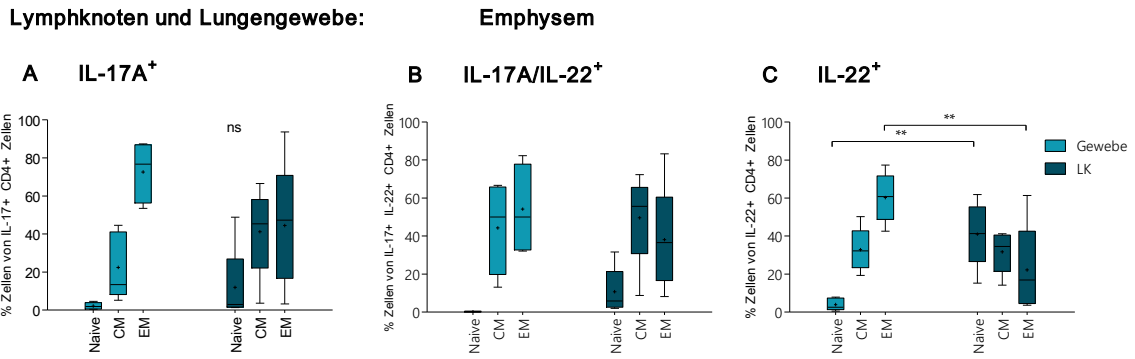 Lymphknoten und Lungengewebe: Emphysem
A IL-17A+
% Zellen von IL-17+ CD4+ Zellen
100
80
60
40
20
0
ns
Naive CM EM Naive CM EM
B IL-17A/IL-22+
% Zellen von IL-17+ IL-22+ CD4+ Zellen
100
80
60
40
20
0
Naive CM EM Naive CM EM
C IL-22+
% Zellen von IL-22+ CD4+ Zellen
100
80
60
40
20
0
**
**
Naive CM EM Naive CM EM
Gewebe
LK